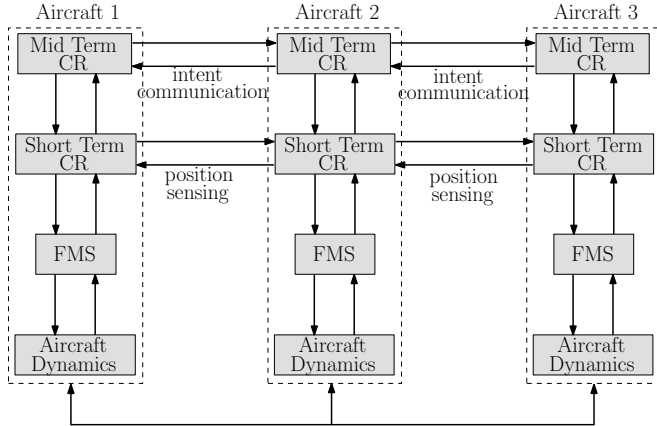 Aircraft 1
Aircraft 2
Aircraft 3
Mid Term
CR
Mid Term
CR
Mid Term
CR
intent
communication
intent
communication
Short Term
CR
Short Term
CR
Short Term
CR
position
sensing
position
sensing
FMS
FMS
FMS
Aircraft
Dynamics
Aircraft
Dynamics
Aircraft
Dynamics